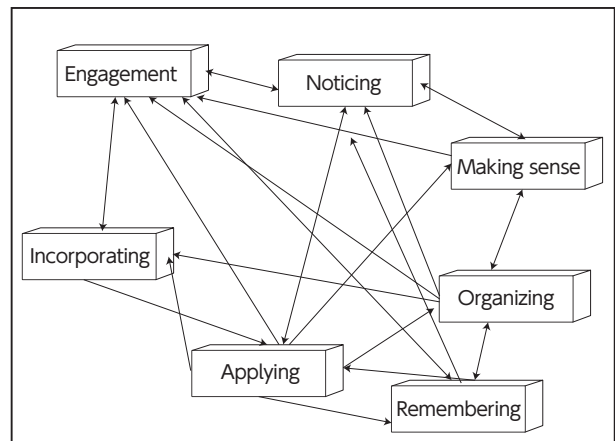 Engagement
Noticing
Making sense
Incorporating
Organizing
Applying
Remembering